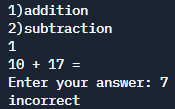 1)addition
2)subtraction
1
10 + 17 =
Enter your answer: 7
incorrect